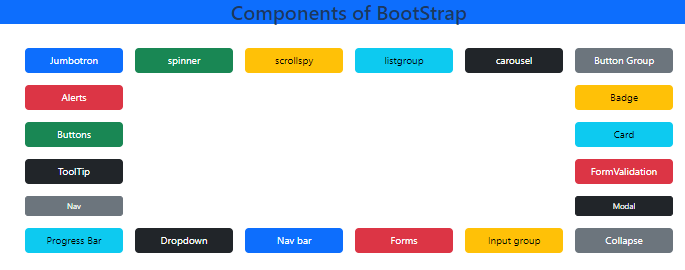 Components of BootStrap
Jumbotron spinner scrollspy listgroup carousel Button Group
Alerts Badge
Buttons Card
ToolTip FormValidation
Nav Modal
Progress Bar Dropdown Nav bar Forms Input group Collapse